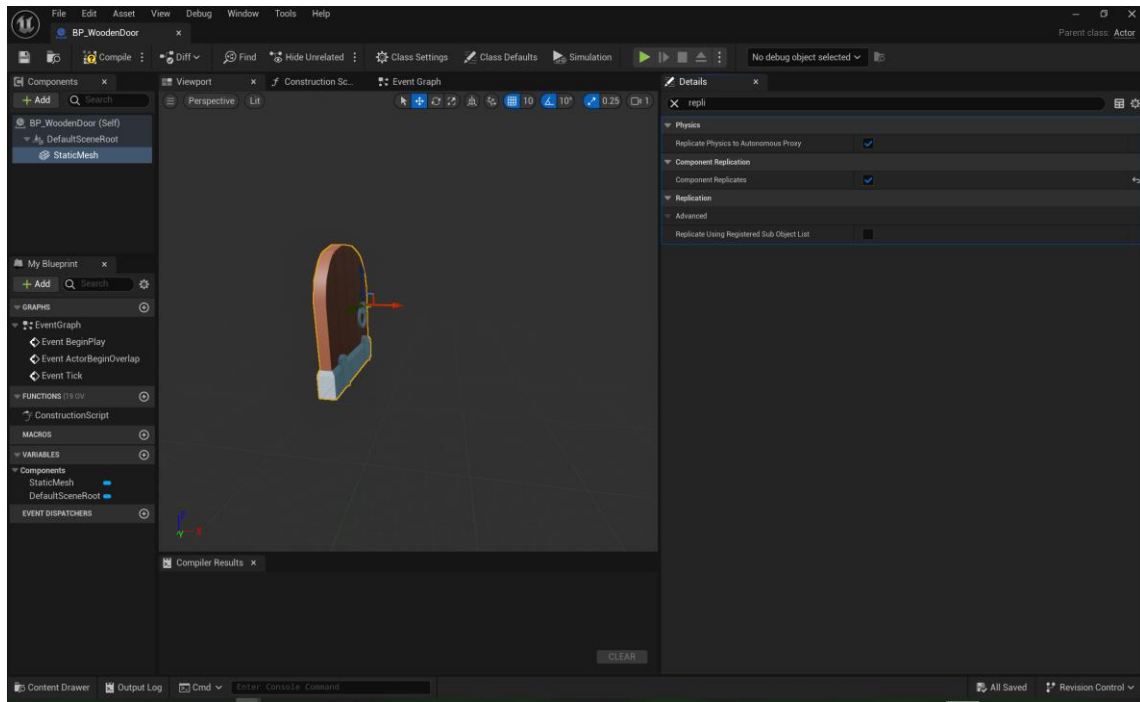 File Edit Asset View Debug Window Tools Help
BP_WoodenDoor
Parent class: Actor
Compile Diff Find Hide Unrelated Class Settings Class Defaults Simulation No debug object selected
Components Viewport Construction Sc... Event Graph Details
+ Add Search Perspective Lit 10 10° 0.25 1 repli
BP_WoodenDoor (Self)
DefaultSceneRoot
StaticMesh
Physics
Replicate Physics to Autonomous Proxy
Component Replication
Component Replicates
Replication
Advanced
Replicate Using Registered Sub Object List
My Blueprint
+ Add Search
GRAPHS
EventGraph
Event BeginPlay
Event ActorBeginOverlap
Event Tick
FUNCTIONS (19 OV
ConstructionScript
MACROS
VARIABLES
Components
StaticMesh
DefaultSceneRoot
EVENT DISPATCHERS
Z
Y X
Compiler Results
CLEAR
Content Drawer Output Log Cmd Enter Console Command All Saved Revision Control